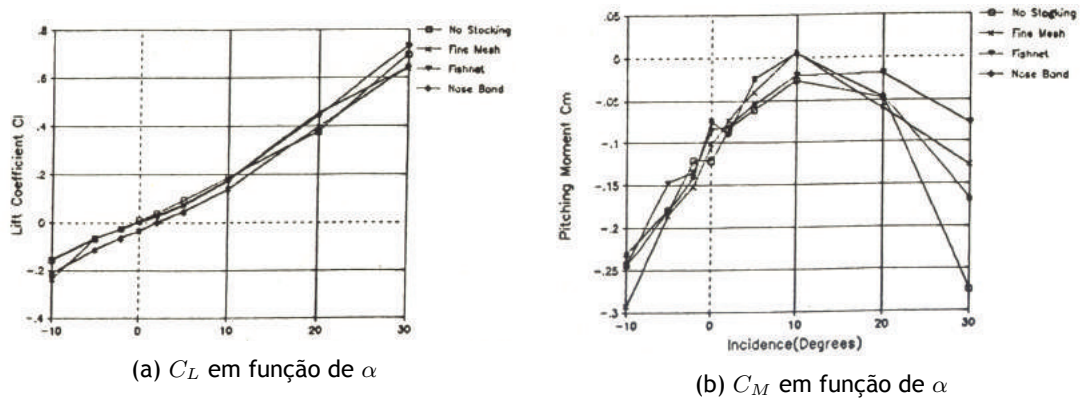 .8
.6
.4
.2
0
-.2
-.4
-10
0
10
20
30
Lift Coefficient Cl
No Stocking
Fine Mesh
Fishnet
Nose Band
(a) C_L em função de α
.05
0
-.05
-.1
-.15
-.2
-.25
-.3
-10
0
10
20
30
Pitching Moment Cm
Incidence(Degrees)
No Stocking
Fine Mesh
Fishnet
Nose Band
(b) C_M em função de α